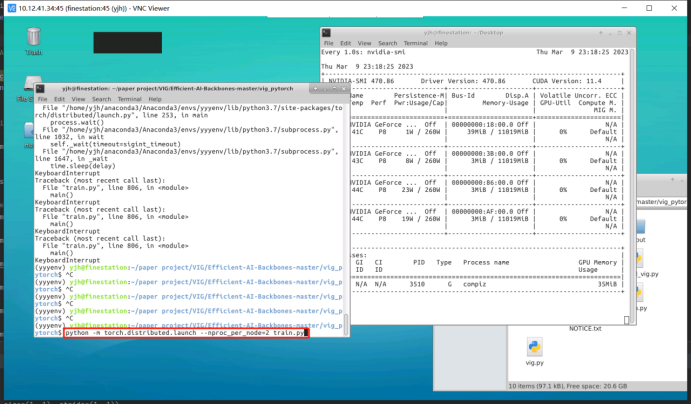 10.12.41.34:45 (finestation:45 (yjh)) - VNC Viewer
Trash
File S
yjh@finestation: ~/paper project/VIG/Efficient-AI-Backbones-master/vig_pytorch
File Edit View Search Terminal Help
File "/home/yjh/anaconda3/Anaconda3/envs/yyyenv/lib/python3.7/site-packages/to
rch/distributed/launch.py", line 253, in main
process.wait()
File "/home/yjh/anaconda3/Anaconda3/envs/yyyenv/lib/python3.7/subprocess.py",
line 1032, in wait
self._wait(timeout=sigint_timeout)
File "/home/yjh/anaconda3/Anaconda3/envs/yyyenv/lib/python3.7/subprocess.py",
line 1647, in _wait
time.sleep(delay)
KeyboardInterrupt
Traceback (most recent call last):
File "train.py", line 806, in <module>
main()
KeyboardInterrupt
Traceback (most recent call last):
File "train.py", line 806, in <module>
main()
KeyboardInterrupt
Traceback (most recent call last):
File "train.py", line 806, in <module>
main()
KeyboardInterrupt
(yyyenv) yjh@finestation:~/paper project/VIG/Efficient-AI-Backbones-master/vig_p
ytorch$ ^C
(yyyenv) yjh@finestation:~/paper project/VIG/Efficient-AI-Backbones-master/vig_p
ytorch$ ^C
(yyyenv) yjh@finestation:~/paper project/VIG/Efficient-AI-Backbones-master/vig_p
ytorch$ ^C
(yyyenv) yjh@finestation:~/paper project/VIG/Efficient-AI-Backbones-master/vig_p
ytorch$ python -m torch.distributed.launch --nproc_per_node=2 train.py
yjh@finestation: ~/Desktop
File Edit View Search Terminal Help
Every 1.0s: nvidia-smi Thu Mar 9 23:18:25 2023
Thu Mar 9 23:18:25 2023
NVIDIA-SMI 470.86 Driver Version: 470.86 CUDA Version: 11.4
Name Persistence-M| Bus-Id Disp.A | Volatile Uncorr. ECC |
Temp Perf Pwr:Usage/Cap| Memory-Usage | GPU-Util Compute M. |
| | MIG M. |
NVIDIA GeForce ... Off | 00000000:18:00.0 Off | N/A |
41C P8 1W / 260W | 39MiB / 11019MiB | 0% Default |
N/A |
NVIDIA GeForce ... Off | 00000000:3B:00.0 Off | N/A |
44C P8 8W / 260W | 3MiB / 11019MiB | 0% Default |
N/A |
NVIDIA GeForce ... Off | 00000000:86:00.0 Off | N/A |
44C P8 23W / 260W | 3MiB / 11019MiB | 0% Default |
N/A |
NVIDIA GeForce ... Off | 00000000:AF:00.0 Off | N/A |
44C P8 19W / 260W | 3MiB / 11019MiB | 0% Default |
N/A |
sses:
GI CI PID Type Process name GPU Memory |
ID ID Usage |
N/A N/A 3510 G compiz 35MiB |
master/vig_pytorch
NOTICE.txt
vig.py
10 items (97.1 kB), Free space: 20.6 GB